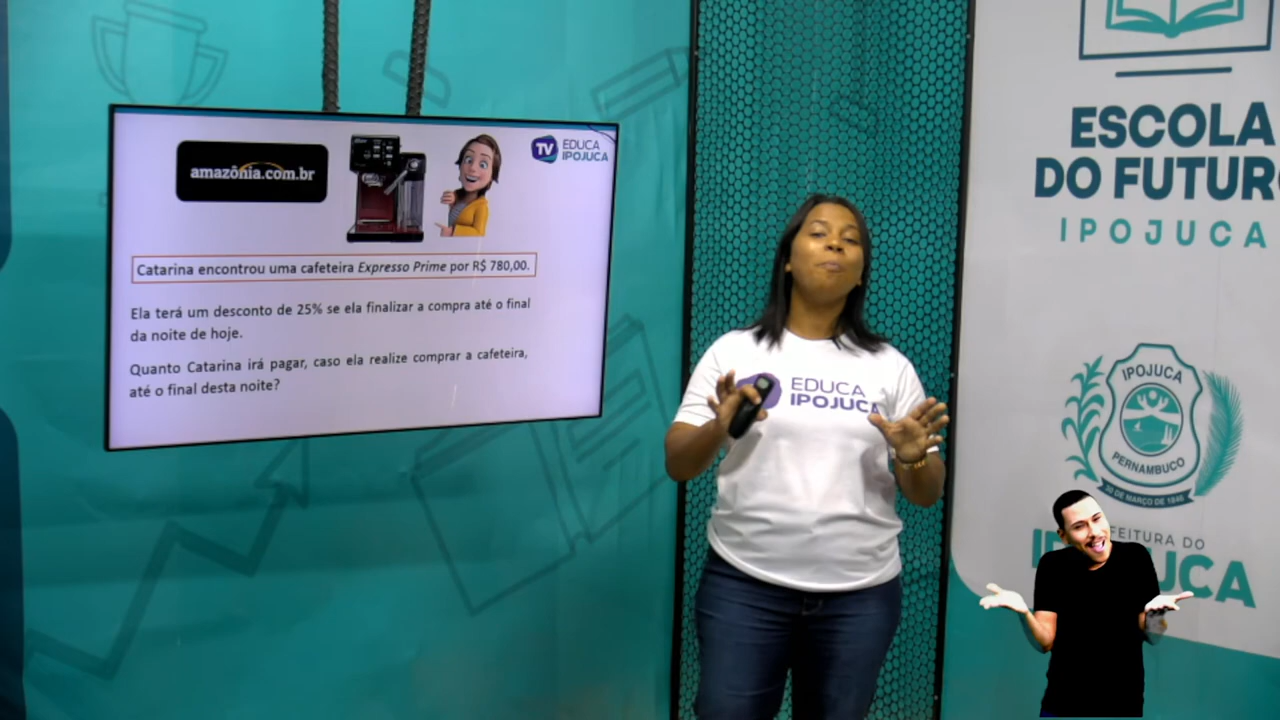 amazônia.com.br
TV EDUCA
IPOJUCA
Catarina encontrou uma cafeteira Expresso Prime por R$ 780,00.
Ela terá um desconto de 25% se ela finalizar a compra até o final
da noite de hoje.
Quanto Catarina irá pagar, caso ela realize comprar a cafeteira,
até o final desta noite?
EDUCA
IPOJUCA
ESCOLA
DO FUTURO
IPOJUCA
IPOJUCA
PERNAMBUCO
30 DE MARÇO DE 1846
EFEITURA DO
UCA